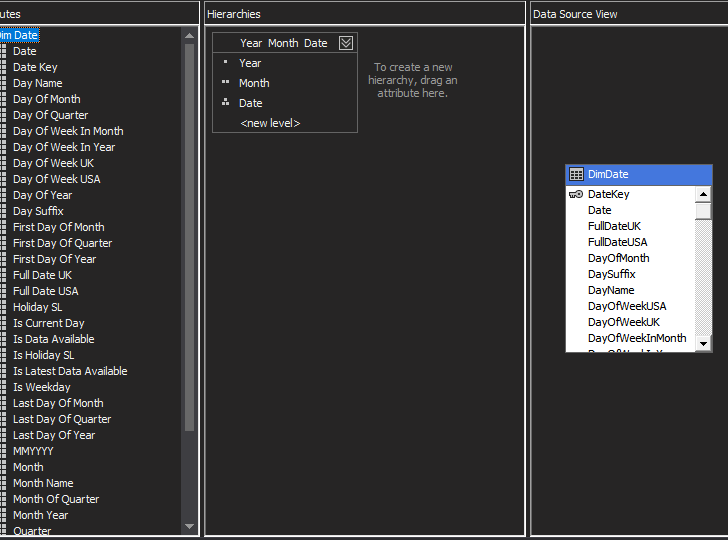 utes
Dim Date
Date
Date Key
Day Name
Day Of Month
Day Of Quarter
Day Of Week In Month
Day Of Week In Year
Day Of Week UK
Day Of Week USA
Day Of Year
Day Suffix
First Day Of Month
First Day Of Quarter
First Day Of Year
Full Date UK
Full Date USA
Holiday SL
Is Current Day
Is Data Available
Is Holiday SL
Is Latest Data Available
Is Weekday
Last Day Of Month
Last Day Of Quarter
Last Day Of Year
MMYYYY
Month
Month Name
Month Of Quarter
Month Year
Quarter
Hierarchies
Year Month Date
Year
Month
Date
<new level>
To create a new
hierarchy, drag an
attribute here.
Data Source View
DimDate
DateKey
Date
FullDateUK
FullDateUSA
DayOfMonth
DaySuffix
DayName
DayOfWeekUSA
DayOfWeekUK
DayOfWeekInMonth